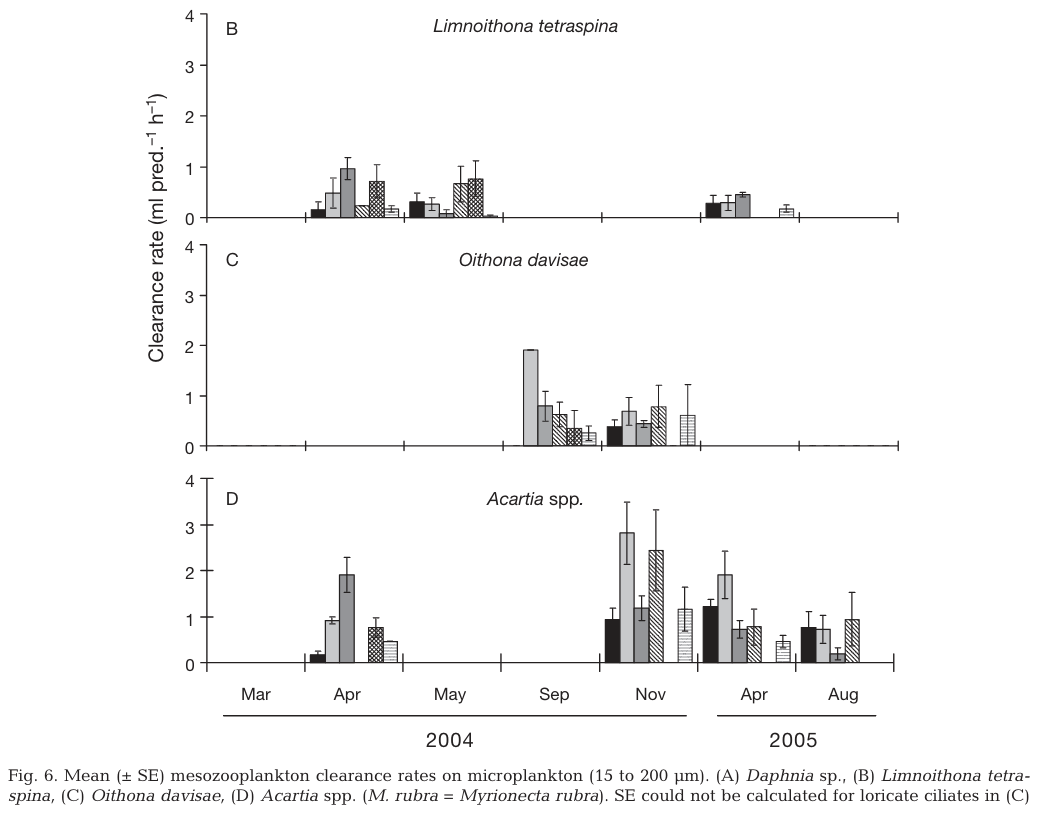 B
Limnoithona tetraspina
4
3
2
1
0
Clearance rate (ml pred.⁻¹ h⁻¹)
C
Oithona davisae
4
3
2
1
0
D
Acartia spp.
4
3
2
1
0
Mar Apr May Sep Nov Apr Aug
2004 2005
Fig. 6. Mean (± SE) mesozooplankton clearance rates on microplankton (15 to 200 µm). (A) Daphnia sp., (B) Limnoithona tetra-
spina, (C) Oithona davisae, (D) Acartia spp. (M. rubra = Myrionecta rubra). SE could not be calculated for loricate ciliates in (C)